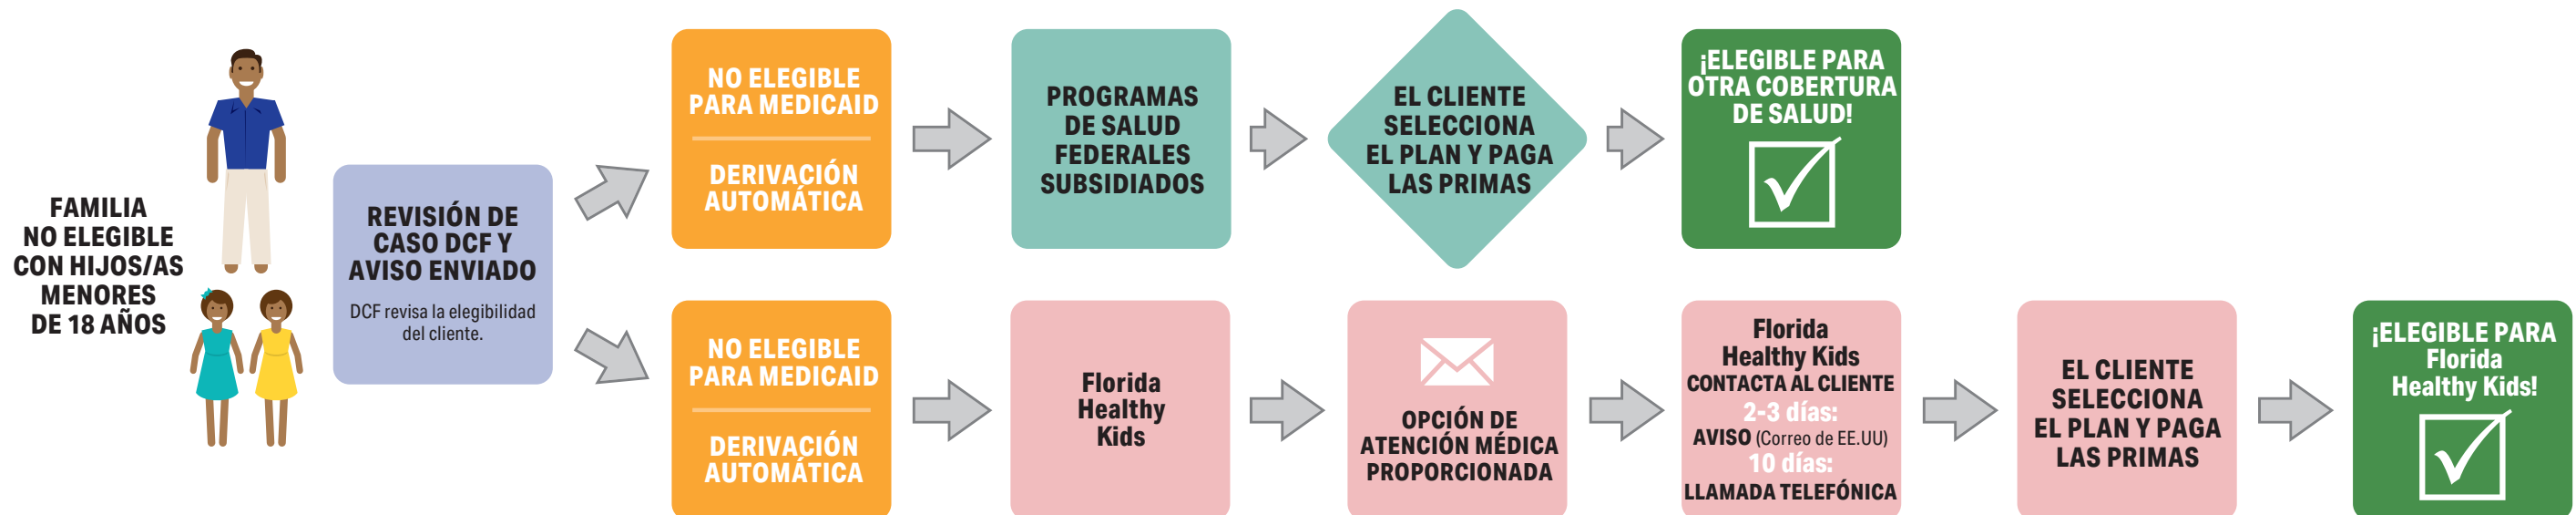 FAMILIA
NO ELEGIBLE
CON HIJOS/AS
MENORES
DE 18 AÑOS
REVISIÓN DE
CASO DCF Y
AVISO ENVIADO
DCF revisa la elegibilidad
del cliente.
NO ELEGIBLE
PARA MEDICAID
DERIVACIÓN
AUTOMÁTICA
PROGRAMAS
DE SALUD
FEDERALES
SUBSIDIADOS
EL CLIENTE
SELECCIONA
EL PLAN Y PAGA
LAS PRIMAS
¡ELEGIBLE PARA
OTRA COBERTURA
DE SALUD!
NO ELEGIBLE
PARA MEDICAID
DERIVACIÓN
AUTOMÁTICA
Florida
Healthy
Kids
OPCIÓN DE
ATENCIÓN MÉDICA
PROPORCIONADA
Florida
Healthy Kids
CONTACTA AL CLIENTE
2-3 días:
AVISO (Correo de EE.UU)
10 días:
LLAMADA TELEFÓNICA
EL CLIENTE
SELECCIONA
EL PLAN Y PAGA
LAS PRIMAS
¡ELEGIBLE PARA
Florida
Healthy Kids!